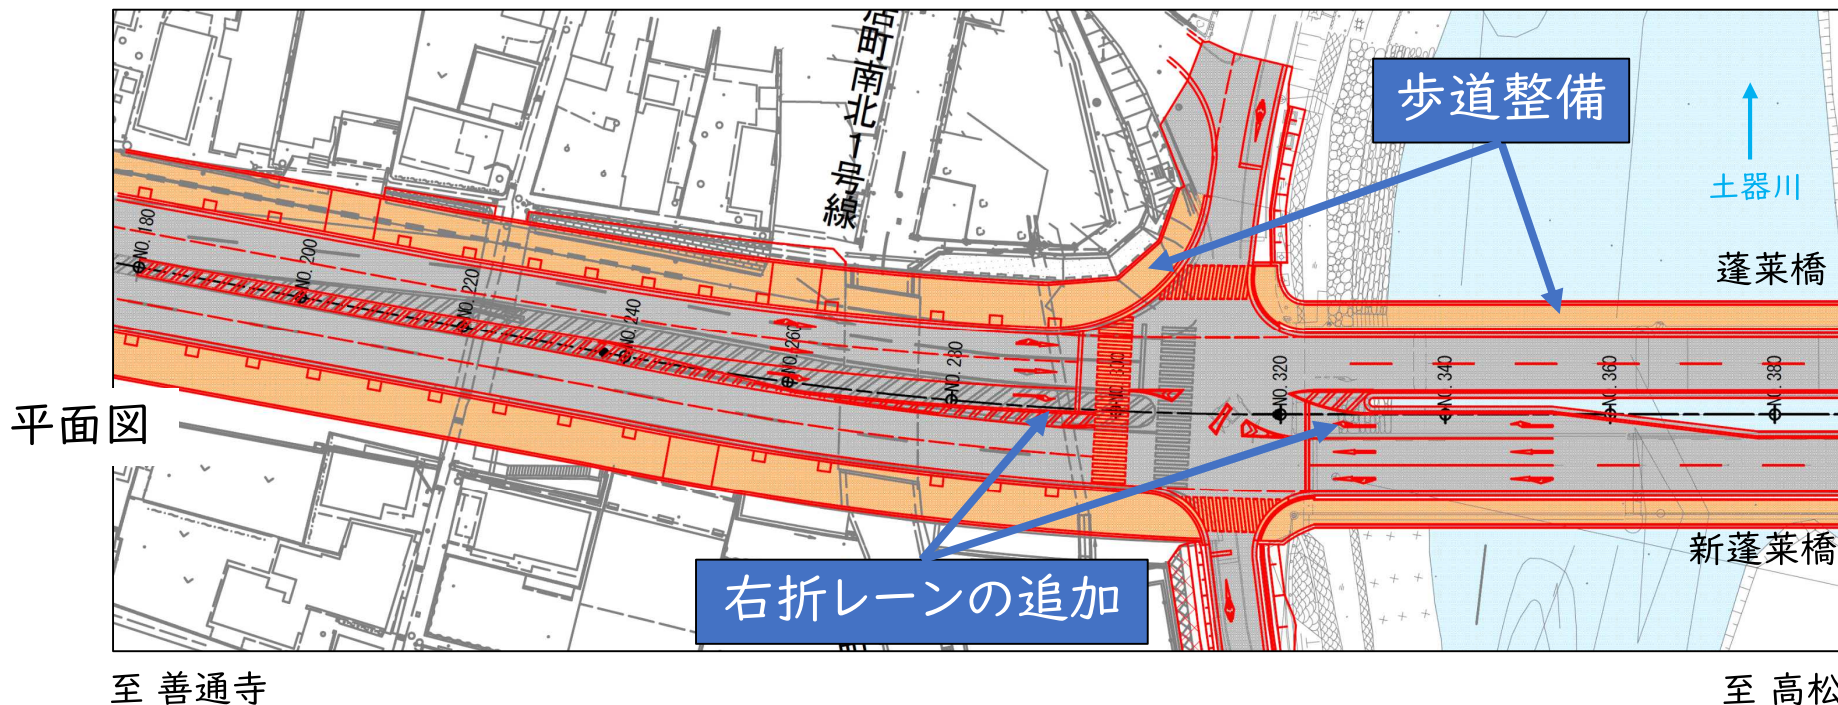 居町南北1号線
歩道整備
土器川
蓬莱橋
NO. 180
NO. 200
NO. 220
NO. 240
NO. 260
NO. 280
NO. 300
NO. 320
NO. 340
NO. 360
NO. 380
平面図
新蓬莱橋
右折レーンの追加
至 善通寺
至 高松